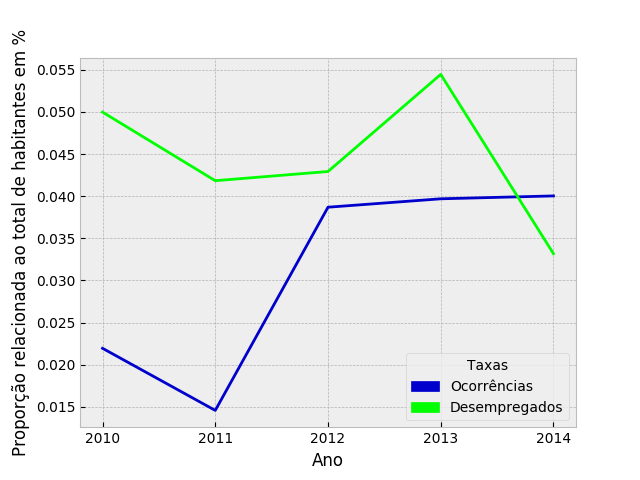 Proporção relacionada ao total de habitantes em %
0.055
0.050
0.045
0.040
0.035
0.030
0.025
0.020
0.015
Taxas
Ocorrências
Desempregados
2010 2011 2012 2013 2014
Ano